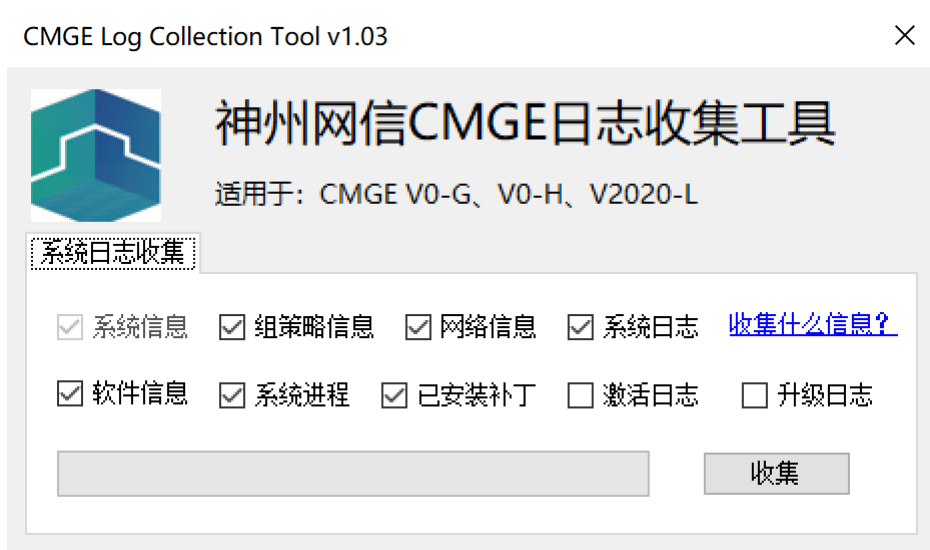 CMGE Log Collection Tool v1.03
神州网信CMGE日志收集工具
适用于：CMGE V0-G、V0-H、V2020-L
系统日志收集
系统信息 组策略信息 网络信息 系统日志 收集什么信息？
软件信息 系统进程 已安装补丁 激活日志 升级日志
收集